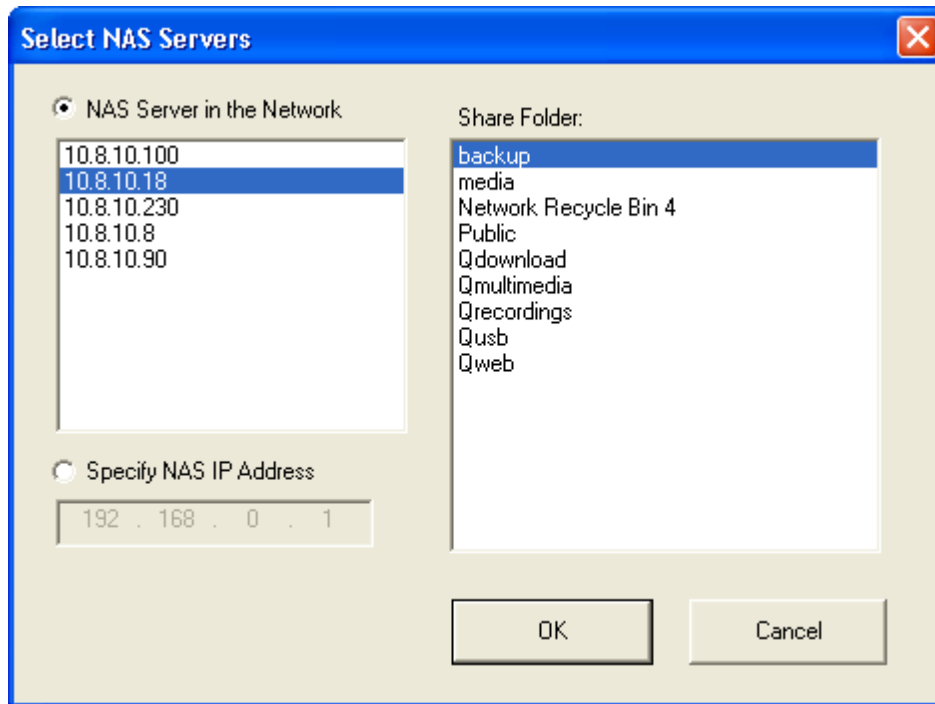 Select NAS Servers
NAS Server in the Network
10.8.10.100
10.8.10.18
10.8.10.230
10.8.10.8
10.8.10.90
Specify NAS IP Address
192 . 168 . 0 . 1
Share Folder:
backup
media
Network Recycle Bin 4
Public
Qdownload
Qmultimedia
Qrecordings
Qusb
Qweb
OK
Cancel